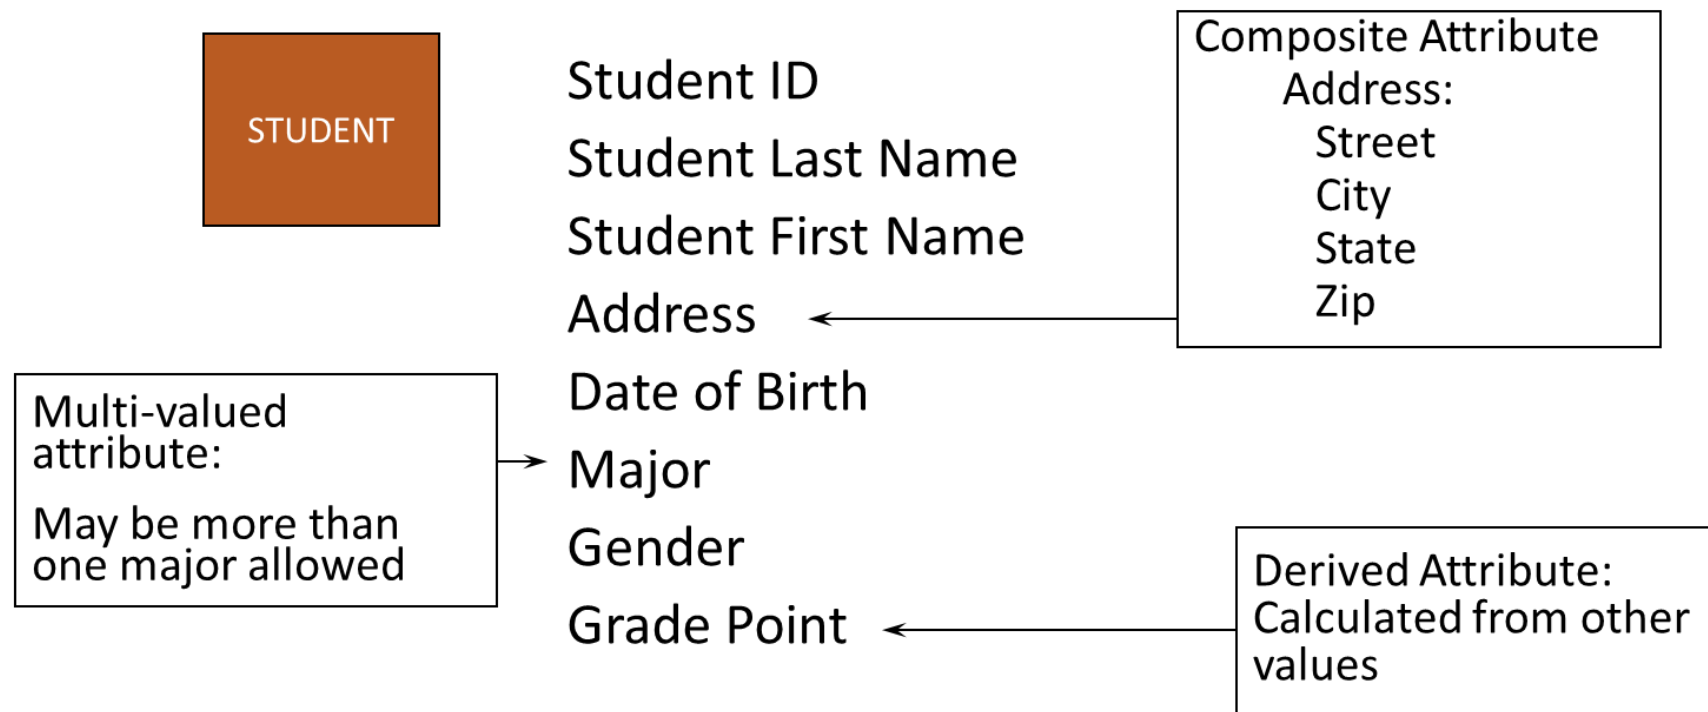 STUDENT
Student ID
Student Last Name
Student First Name
Address
Date of Birth
Major
Gender
Grade Point
Composite Attribute
Address:
Street
City
State
Zip
Multi-valued
attribute:
May be more than
one major allowed
Derived Attribute:
Calculated from other
values